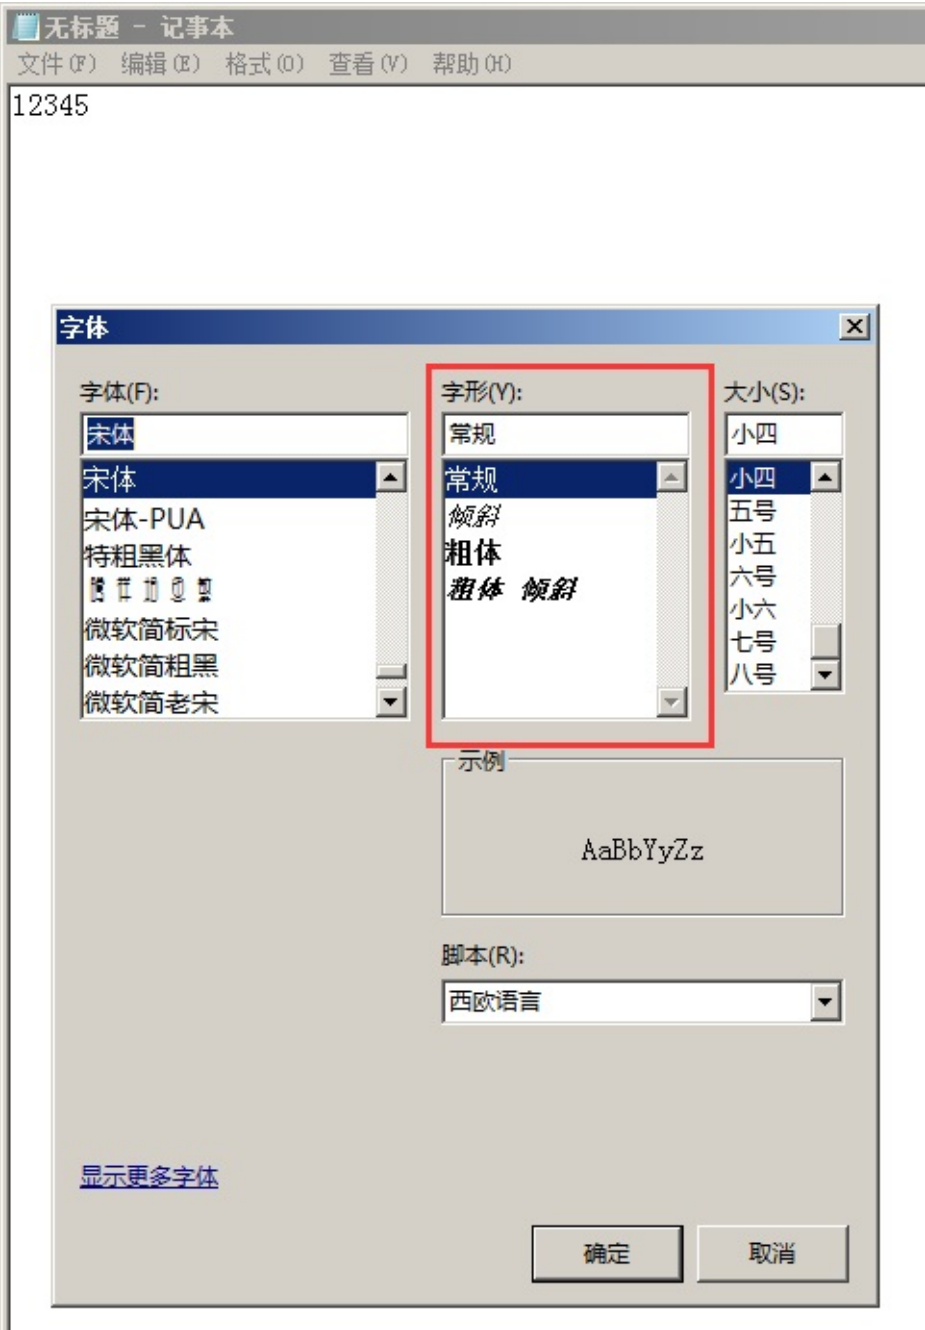 无标题 - 记事本
文件(F) 编辑(E) 格式(O) 查看(V) 帮助(H)
12345
字体
字体(F):
宋体
宋体
宋体-PUA
特粗黑体
微软简标宋
微软简粗黑
微软简老宋
字形(Y):
常规
常规
倾斜
粗体
粗体 倾斜
大小(S):
小四
小四
五号
小五
六号
小六
七号
八号
示例
AaBbYyZz
脚本(R):
西欧语言
显示更多字体
确定
取消